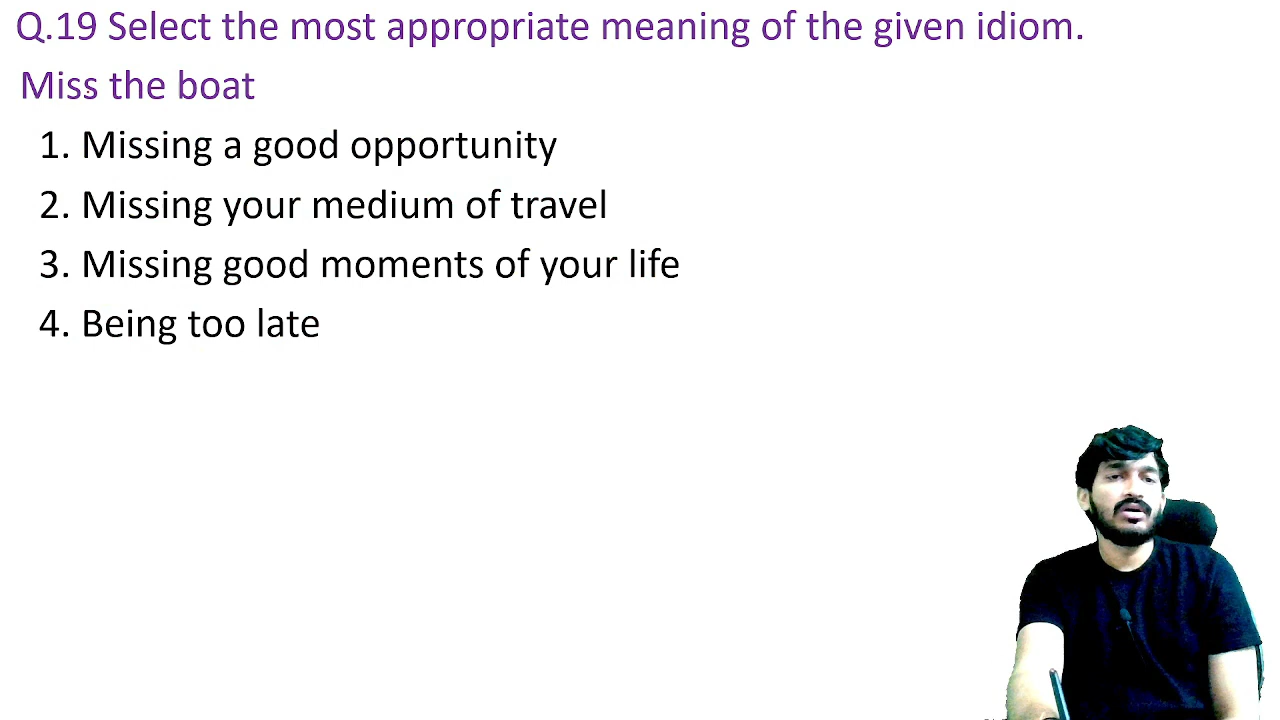 Q.19 Select the most appropriate meaning of the given idiom.
Miss the boat
1. Missing a good opportunity
2. Missing your medium of travel
3. Missing good moments of your life
4. Being too late